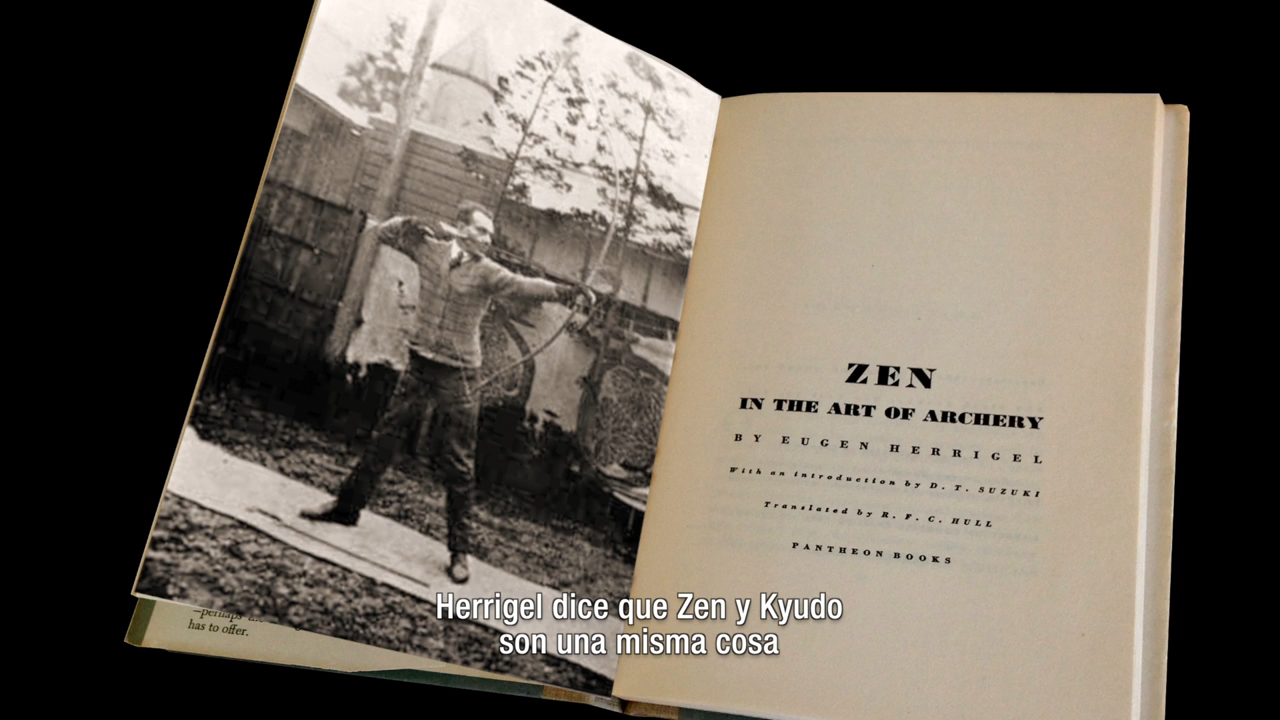 ZEN
IN THE ART OF ARCHERY
BY EUGEN HERRIGEL
With an introduction by D. T. SUZUKI
Translated by R. F. C. HULL
PANTHEON BOOKS
has to offer.
Herrigel dice que Zen y Kyudo
son una misma cosa